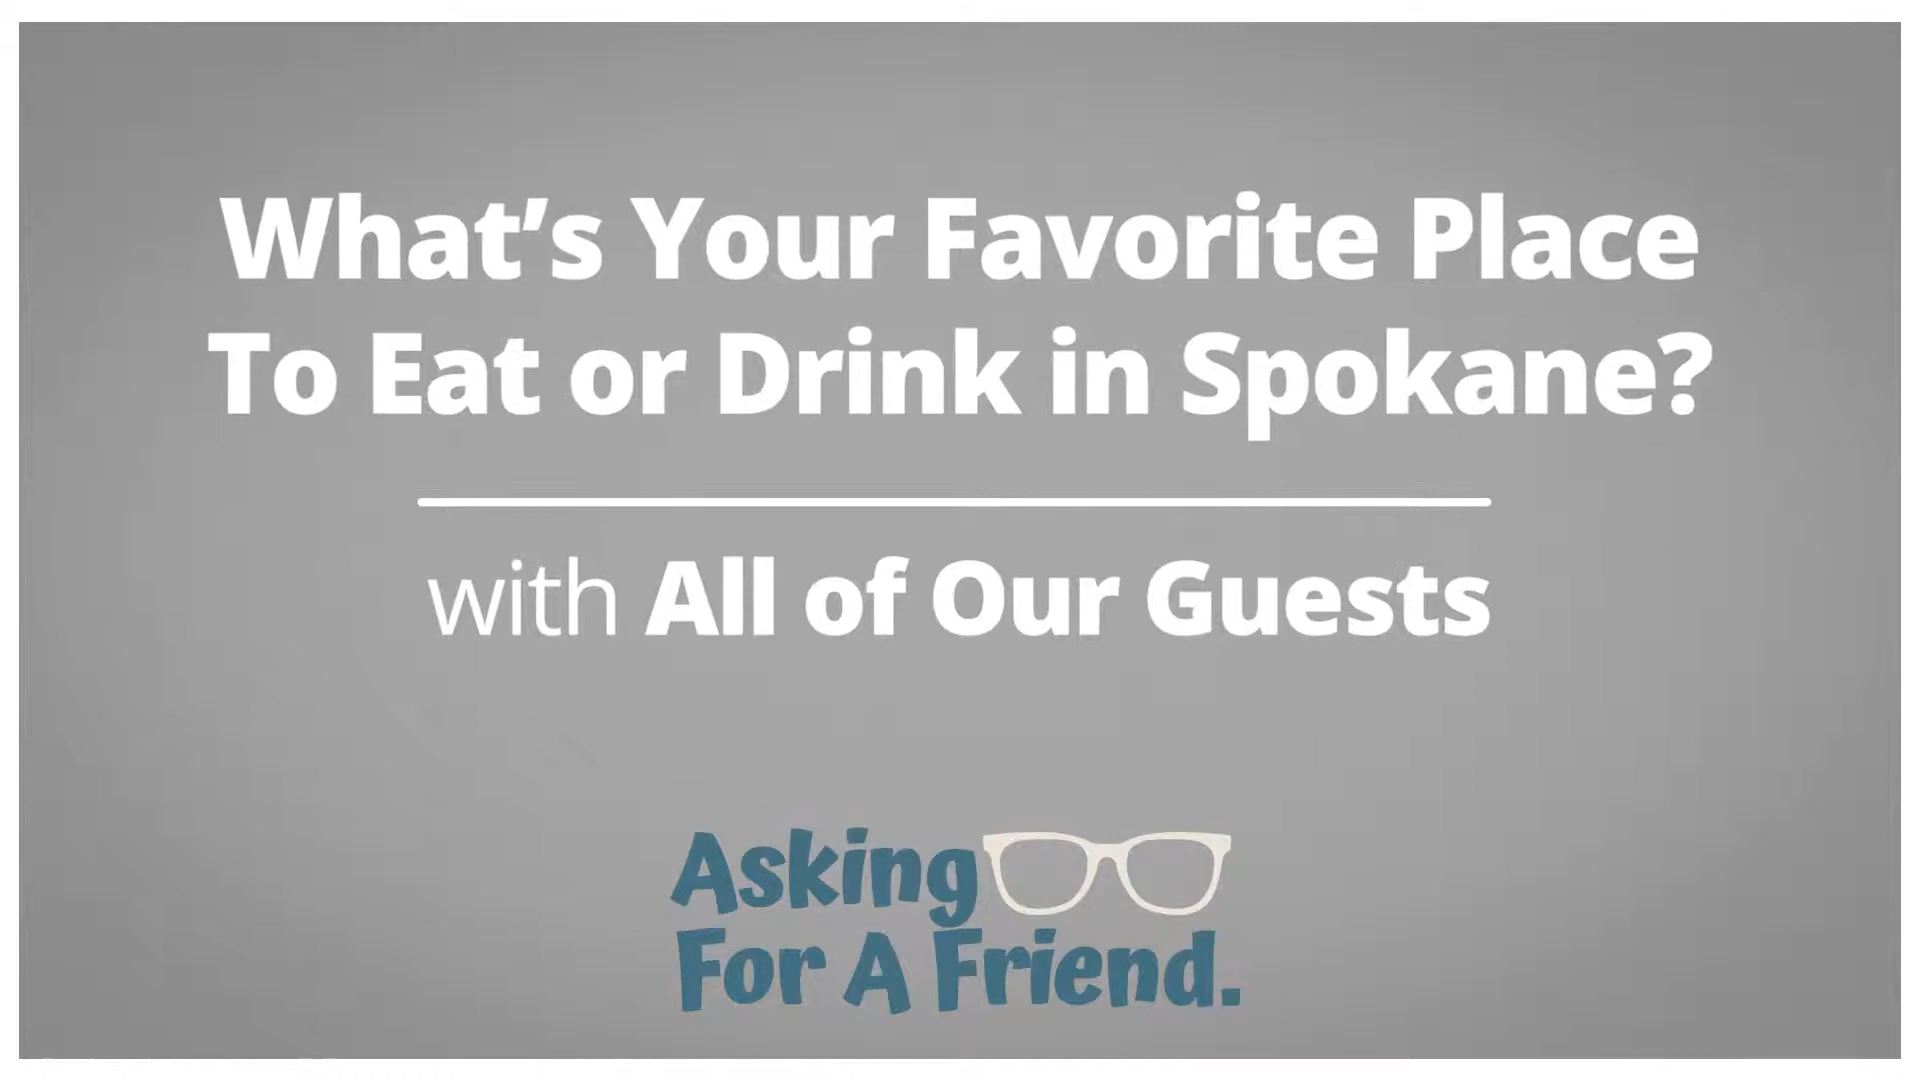 What’s Your Favorite Place
To Eat or Drink in Spokane?
with All of Our Guests
Asking
For A Friend.